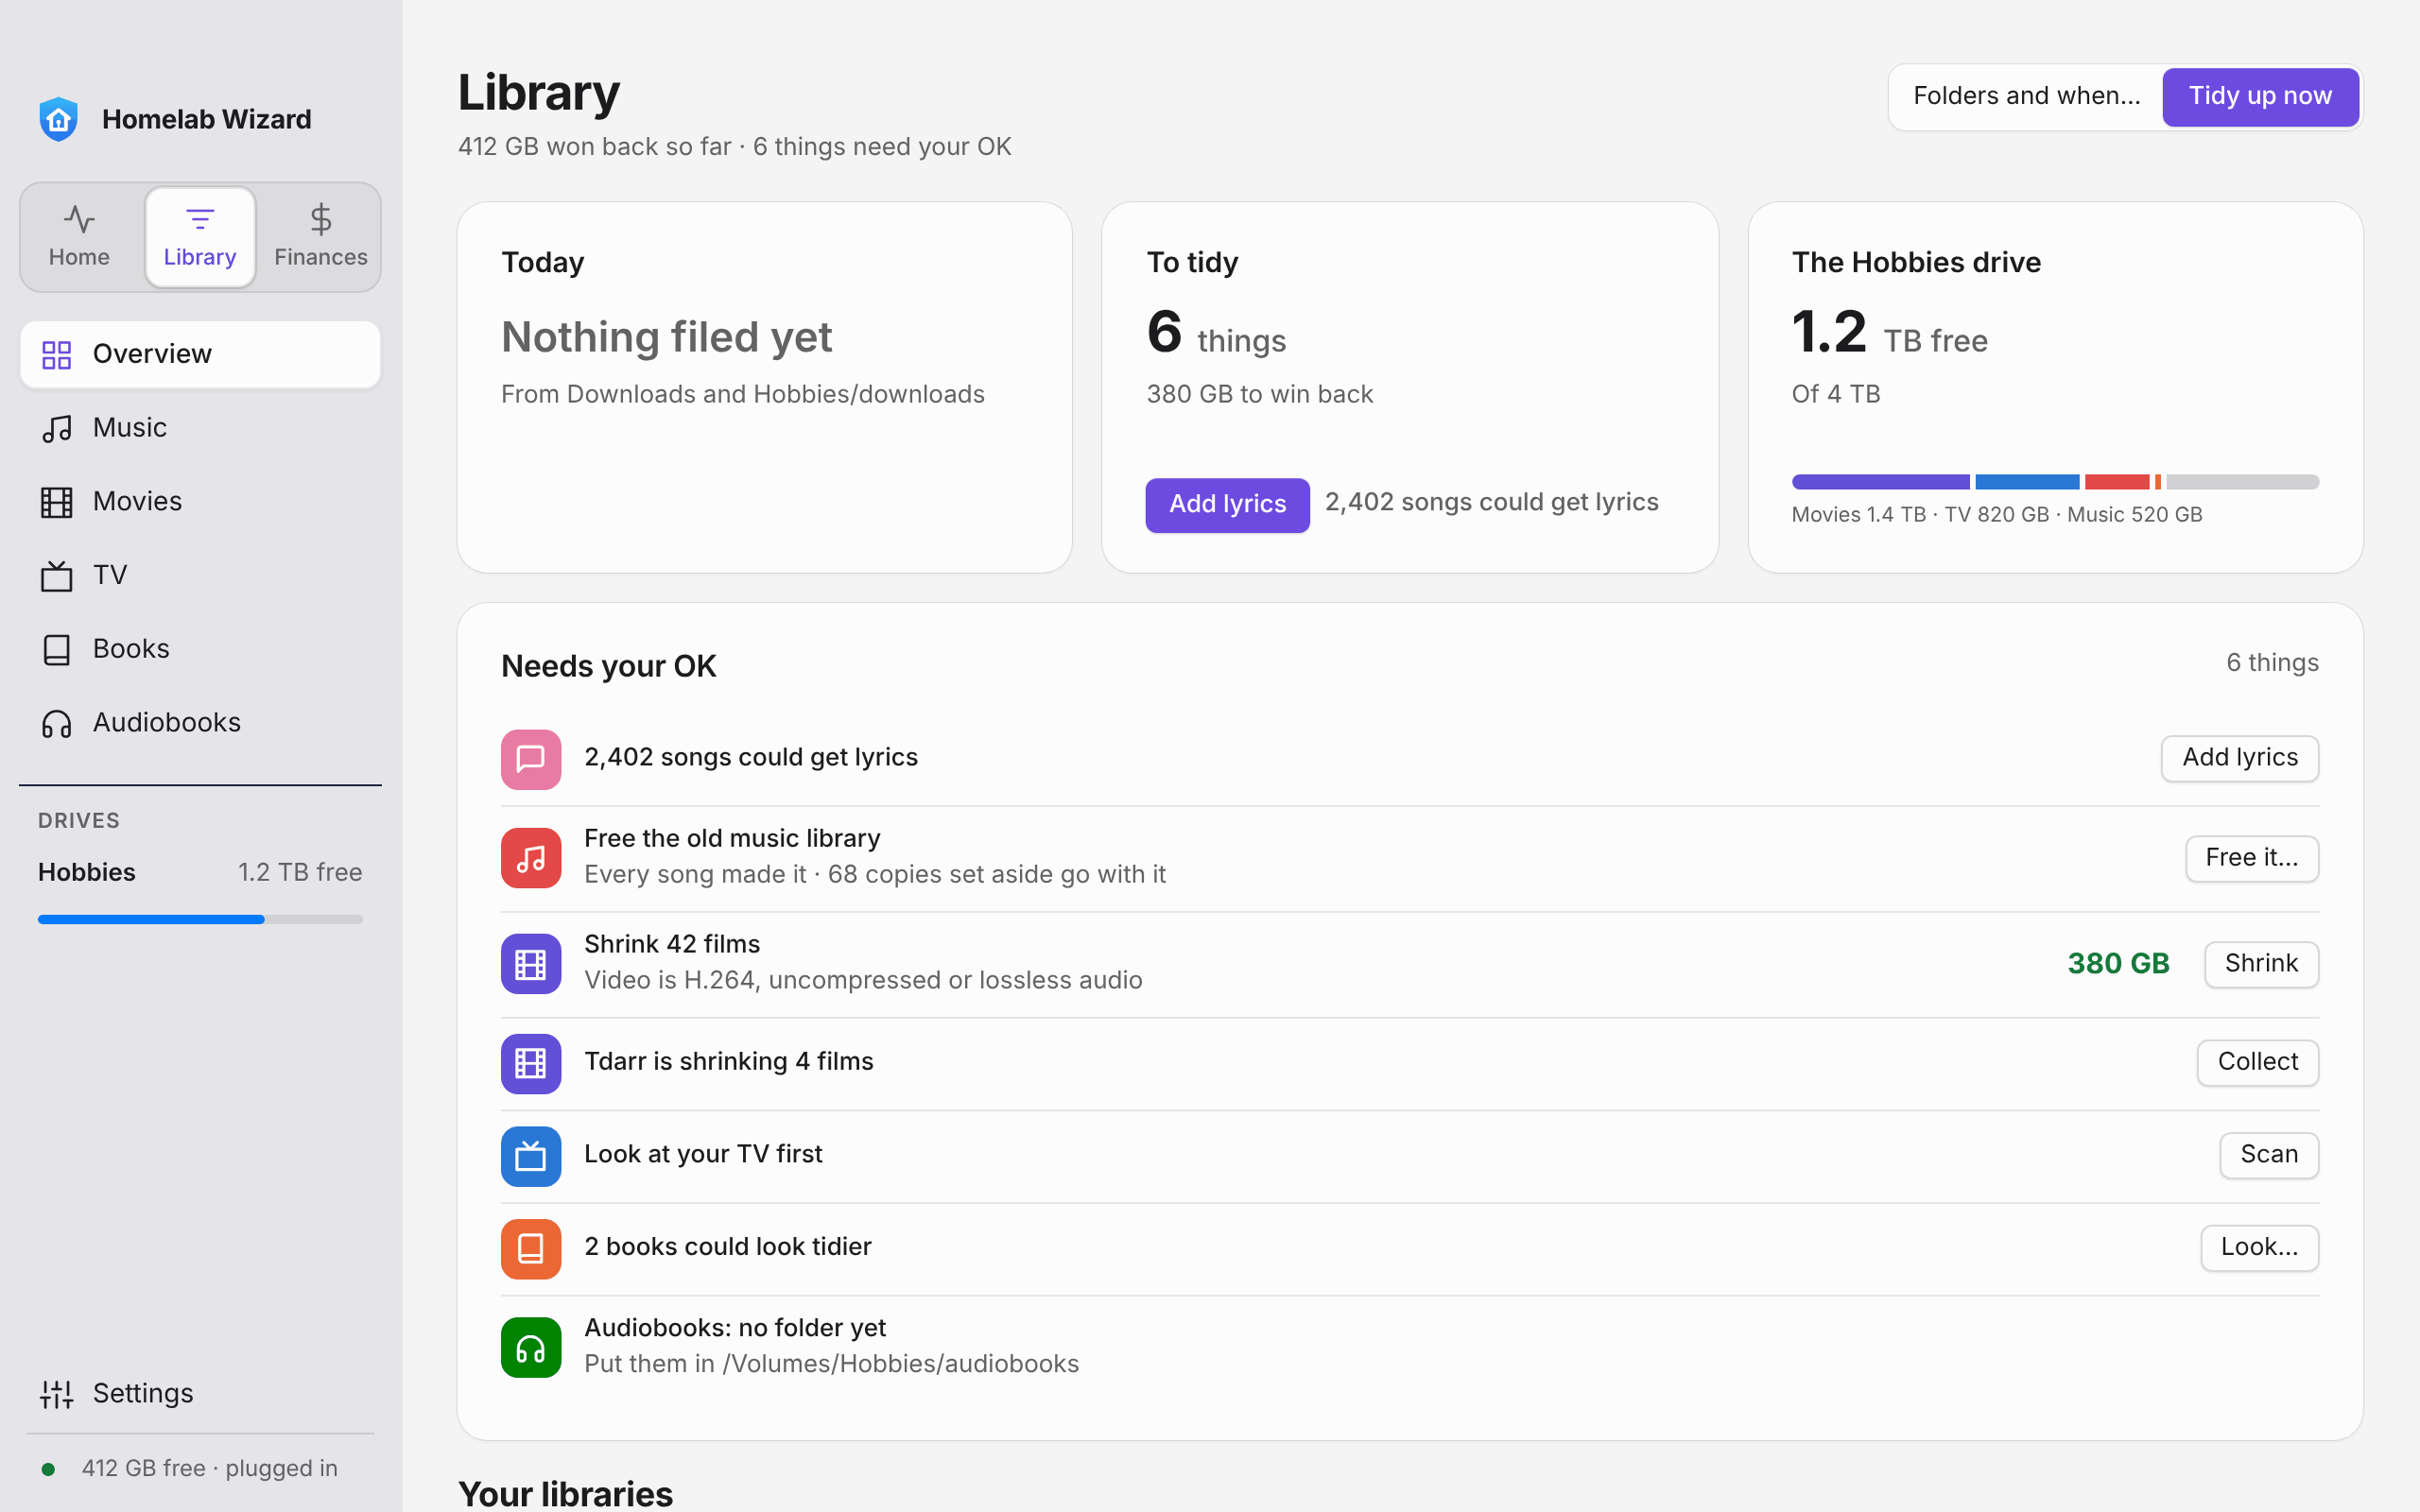 Homelab Wizard
Home
Library
Finances
Overview
Music
Movies
TV
Books
Audiobooks
DRIVES
Hobbies 1.2 TB free
Settings
412 GB free · plugged in
Library
412 GB won back so far · 6 things need your OK
Folders and when...
Tidy up now
Today
Nothing filed yet
From Downloads and Hobbies/downloads
To tidy
6 things
380 GB to win back
Add lyrics 2,402 songs could get lyrics
The Hobbies drive
1.2 TB free
Of 4 TB
Movies 1.4 TB · TV 820 GB · Music 520 GB
Needs your OK 6 things
2,402 songs could get lyrics Add lyrics
Free the old music library
Every song made it · 68 copies set aside go with it
Free it...
Shrink 42 films
Video is H.264, uncompressed or lossless audio
380 GB Shrink
Tdarr is shrinking 4 films Collect
Look at your TV first Scan
2 books could look tidier Look...
Audiobooks: no folder yet
Put them in /Volumes/Hobbies/audiobooks
Your libraries